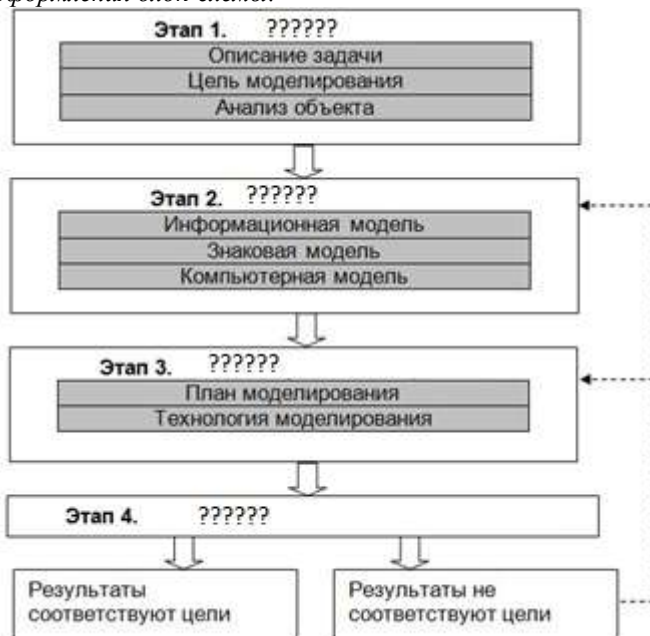 Этап 1. ??????
Описание задачи
Цель моделирования
Анализ объекта
Этап 2. ??????
Информационная модель
Знаковая модель
Компьютерная модель
Этап 3. ??????
План моделирования
Технология моделирования
Этап 4. ??????
Результаты
соответствуют цели
Результаты не
соответствуют цели